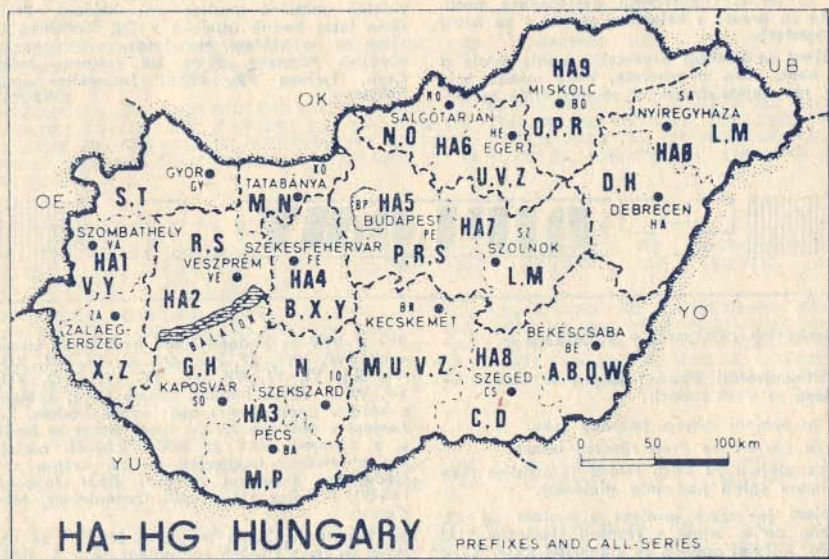 HA9
MISKOLC
BO
O,P,R
UB
OK
NO
SALGÓTARJÁN
N,O
HA6
HE
EGER
U,V,Z
SA
NYÍREGYHÁZA
L,M
HAØ
D,H
DEBRECEN
HA
GYŐR
GY
S,T
OE
KO
TATABÁNYA
M,N
BP
HA5
BUDAPEST
PE
P,R,S
HA7
SZ
SZOLNOK
L,M
SZOMBATHELY
VA
HA1
V,Y
R,S
VESZPRÉM
VE
HA2
SZÉKESFEHÉRVÁR
FE
HA4
B,X,Y
ZA
ZALAEG-
ERSZEG
X,Z
BALATON
BN
KECSKEMÉT
M,U,V,Z
YO
BÉKÉSCSABA
BE
A,B,Q,W
HA8
SZEGED
CS
C,D
G,H
KAPOSVÁR
SO
N
TO
SZEKSZÁRD
HA3
PÉCS
BA
M,P
YU
0 50 100km
HA-HG HUNGARY PREFIXES AND CALL-SERIES